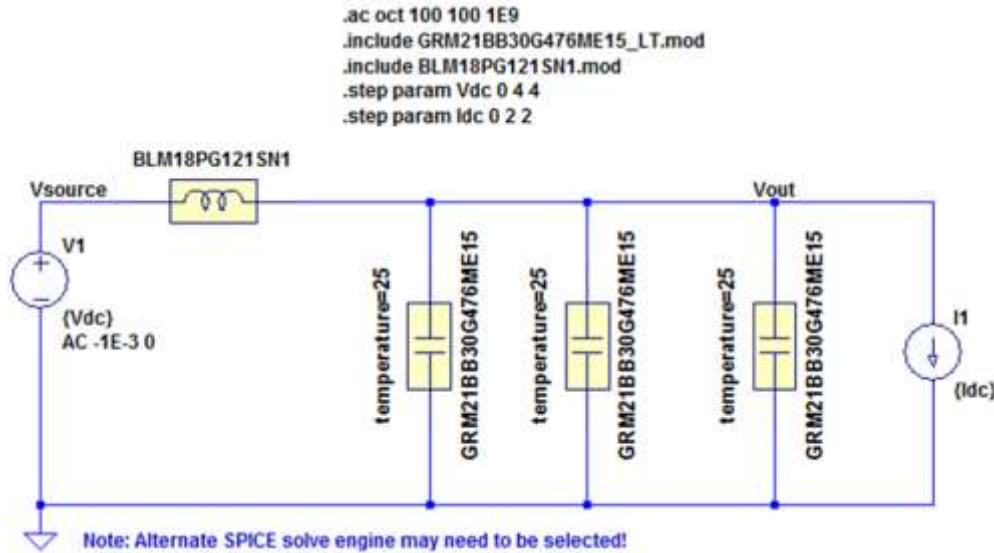 .ac oct 100 100 1E9
.include GRM21BB30G476ME15_LT.mod
.include BLM18PG121SN1.mod
.step param Vdc 0 4 4
.step param Idc 0 2 2
BLM18PG121SN1
Vsource
Vout
V1
{Vdc}
AC -1E-3 0
temperature=25
GRM21BB30G476ME15
temperature=25
GRM21BB30G476ME15
temperature=25
GRM21BB30G476ME15
I1
{Idc}
Note: Alternate SPICE solve engine may need to be selected!